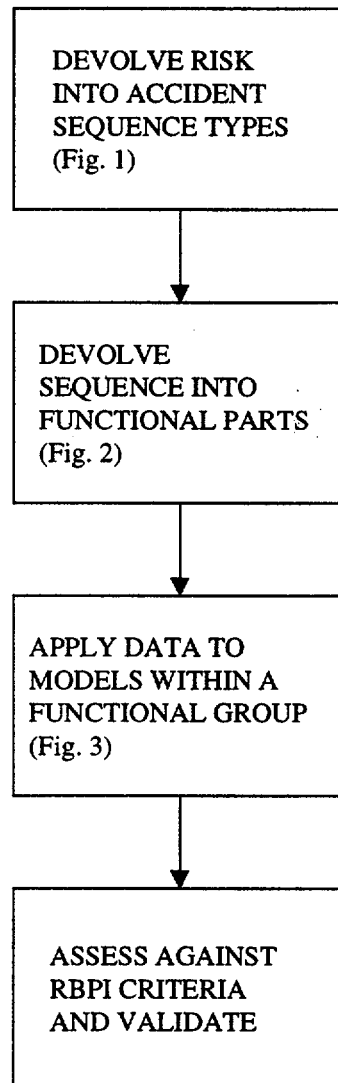 DEVOLVE RISK
INTO ACCIDENT
SEQUENCE TYPES
(Fig. 1)
DEVOLVE
SEQUENCE INTO
FUNCTIONAL PARTS
(Fig. 2)
APPLY DATA TO
MODELS WITHIN A
FUNCTIONAL GROUP
(Fig. 3)
ASSESS AGAINST
RBPI CRITERIA
AND VALIDATE